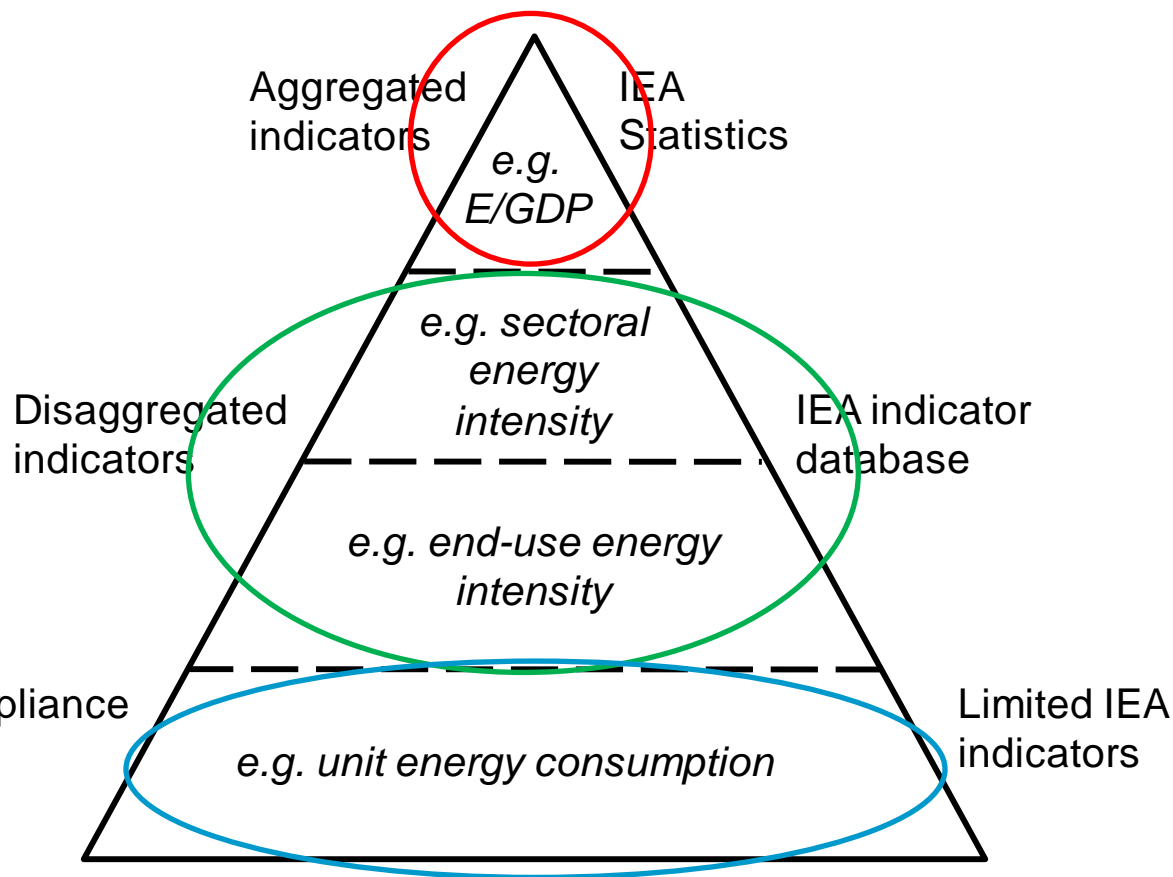 Aggregated
indicators
IEA
Statistics
e.g.
E/GDP
e.g. sectoral
energy
intensity
Disaggregated
indicators
IEA indicator
database
e.g. end-use energy
intensity
pliance
Limited IEA
indicators
e.g. unit energy consumption